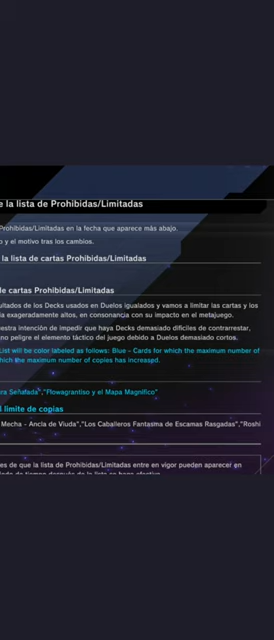 e la lista de Prohibidas/Limitadas
Prohibidas/Limitadas en la fecha que aparece más abajo.
o y el motivo tras los cambios.
la lista de cartas Prohibidas/Limitadas
de cartas Prohibidas/Limitadas
ultados de los Decks usados en Duelos igualados y vamos a limitar las cartas y los
ia exageradamente altos, en consonancia con su impacto en el metajuego.
uestra intención de impedir que haya Decks demasiado difíciles de contrarrestar,
no peligre el elemento táctico del juego debido a Duelos demasiado cortos.
List will be color labeled as follows: Blue - Cards for which the maximum number of
hich the maximum number of copies has increased.
ra Señalada","Flowagrantiso y el Mapa Magnífico"
l límite de copias
Mecha - Ancla de Viuda","Los Caballeros Fantasma de Escamas Rasgadas","Roshi
es de que la lista de Prohibidas/Limitadas entre en vigor pueden aparecer en